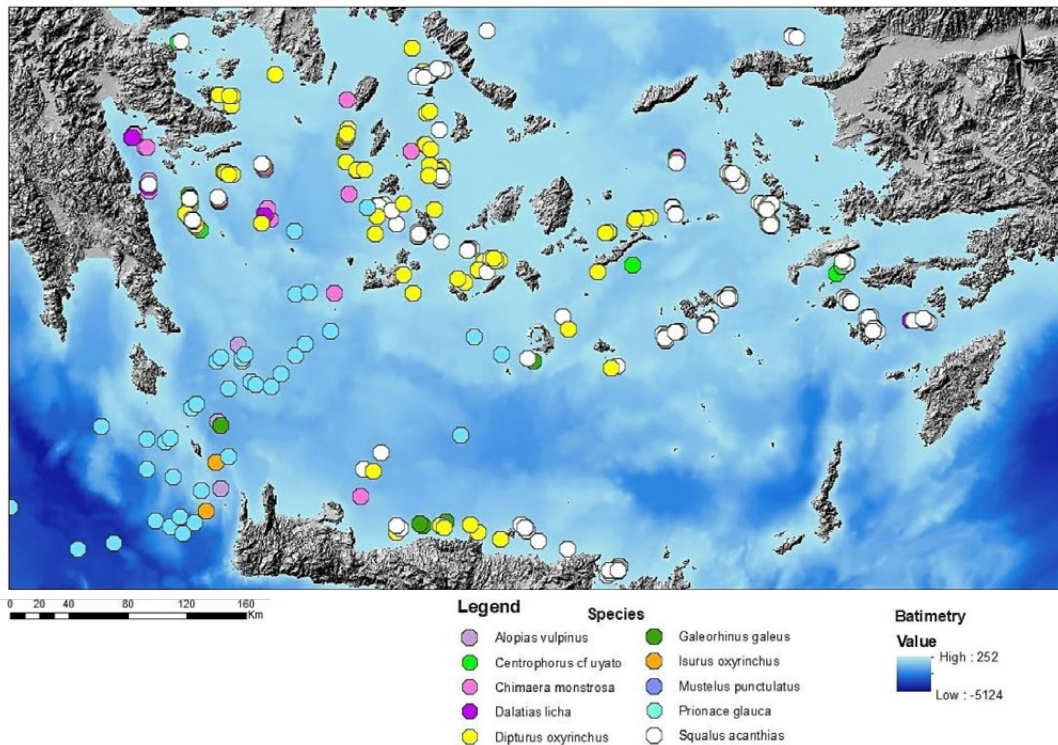 0 20 40 80 120 160
Km
Legend
Species
Alopias vulpinus
Centrophorus cf uyato
Chimaera monstrosa
Dalatias licha
Dipturus oxyrinchus
Galeorhinus galeus
Isurus oxyrinchus
Mustelus punctulatus
Prionace glauca
Squalus acanthias
Batimetry
Value
High : 252
Low : -5124